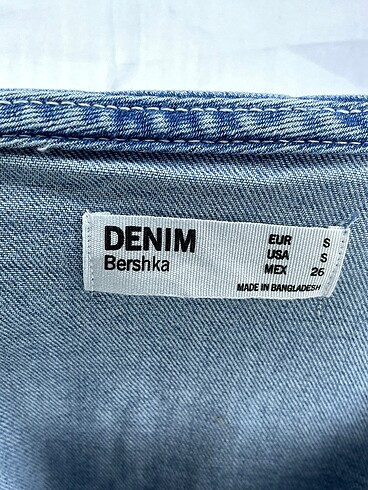 DENIM
Bershka
EUR S
USA S
MEX 26
MADE IN BANGLADESH